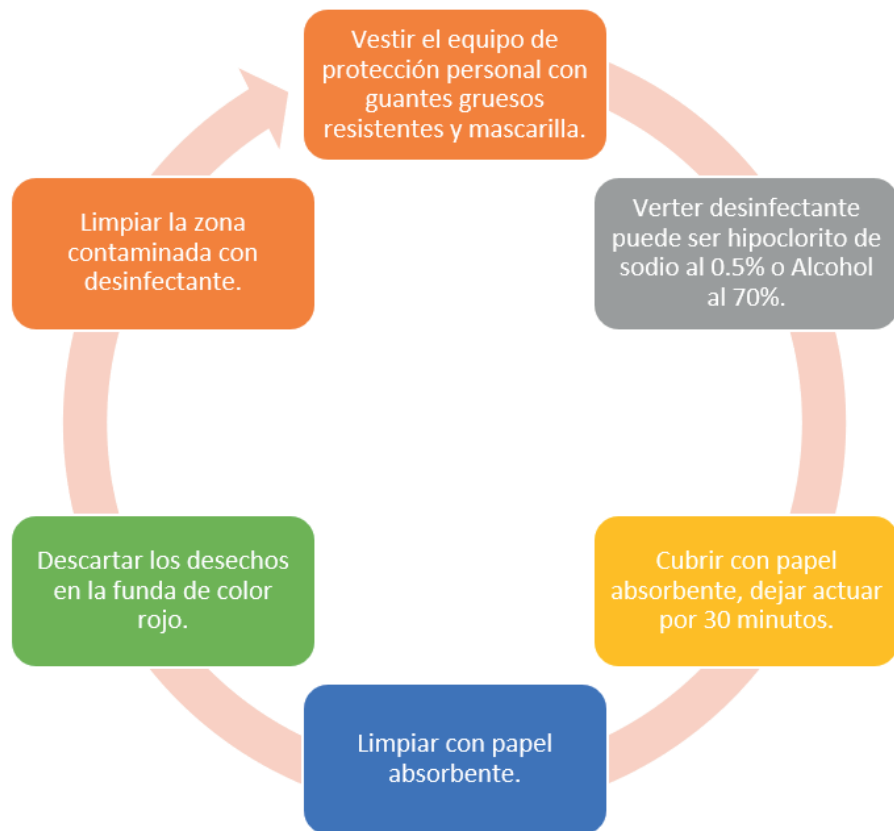 Vestir el equipo de
protección personal con
guantes gruesos
resistentes y mascarilla.
Verter desinfectante
puede ser hipoclorito de
sodio al 0.5% o Alcohol
al 70%.
Cubrir con papel
absorbente, dejar actuar
por 30 minutos.
Limpiar con papel
absorbente.
Descartar los desechos
en la funda de color
rojo.
Limpiar la zona
contaminada con
desinfectante.